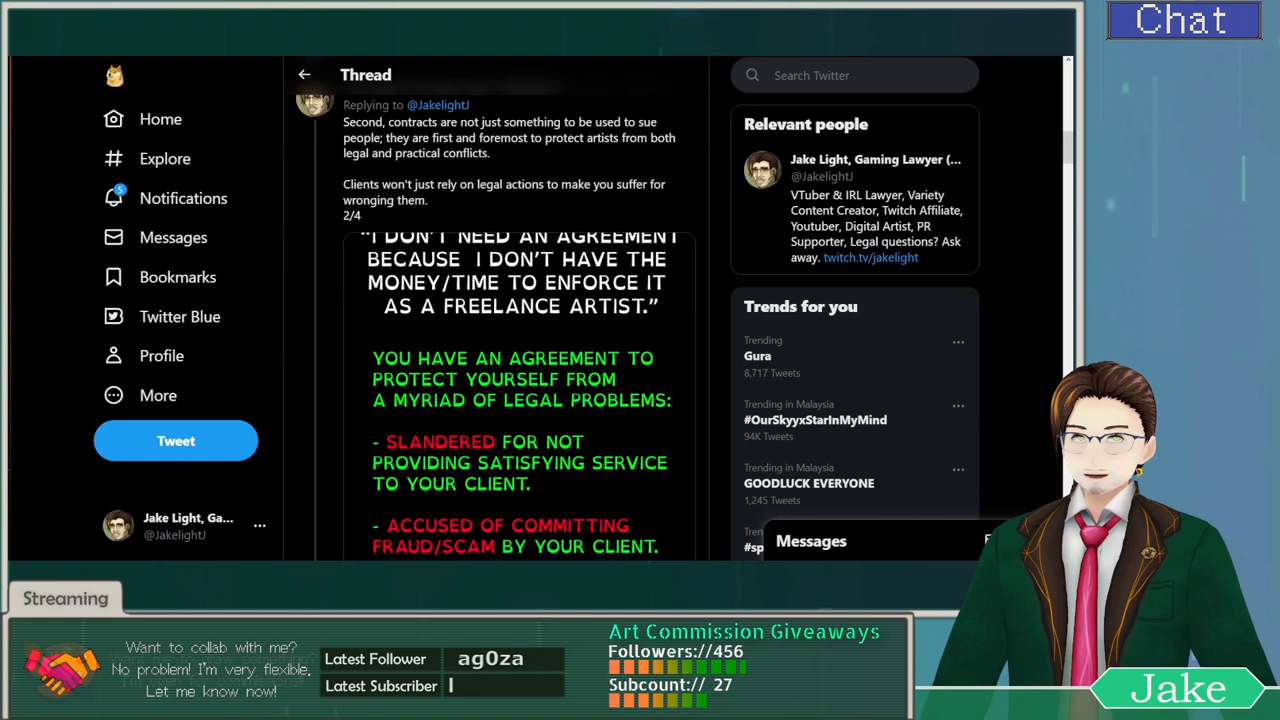 Chat
Thread
Search Twitter
Home
Explore
5
Notifications
Messages
Bookmarks
Twitter Blue
Profile
More
Tweet
Jake Light, Ga...
@JakelightJ
Replying to @JakelightJ
Second, contracts are not just something to be used to sue
people; they are first and foremost to protect artists from both
legal and practical conflicts.
Clients won't just rely on legal actions to make you suffer for
wronging them.
2/4
“I DON’T NEED AN AGREEMENT
BECAUSE I DON’T HAVE THE
MONEY/TIME TO ENFORCE IT
AS A FREELANCE ARTIST.”
YOU HAVE AN AGREEMENT TO
PROTECT YOURSELF FROM
A MYRIAD OF LEGAL PROBLEMS:
- SLANDERED FOR NOT
PROVIDING SATISFYING SERVICE
TO YOUR CLIENT.
- ACCUSED OF COMMITTING
FRAUD/SCAM BY YOUR CLIENT.
Relevant people
Jake Light, Gaming Lawyer (...
@JakelightJ
VTuber & IRL Lawyer, Variety
Content Creator, Twitch Affiliate,
Youtuber, Digital Artist, PR
Supporter, Legal questions? Ask
away. twitch.tv/jakelight
Trends for you
Trending
Gura
8,717 Tweets
Trending in Malaysia
#OurSkyyxStarInMyMind
94K Tweets
Trending in Malaysia
GOODLUCK EVERYONE
1,245 Tweets
Messages
Streaming
Want to collab with me?
No problem! I'm very flexible.
Let me know now!
Latest Follower
ag0za
Latest Subscriber
Art Commission Giveaways
Followers://456
Subcount:// 27
Jake